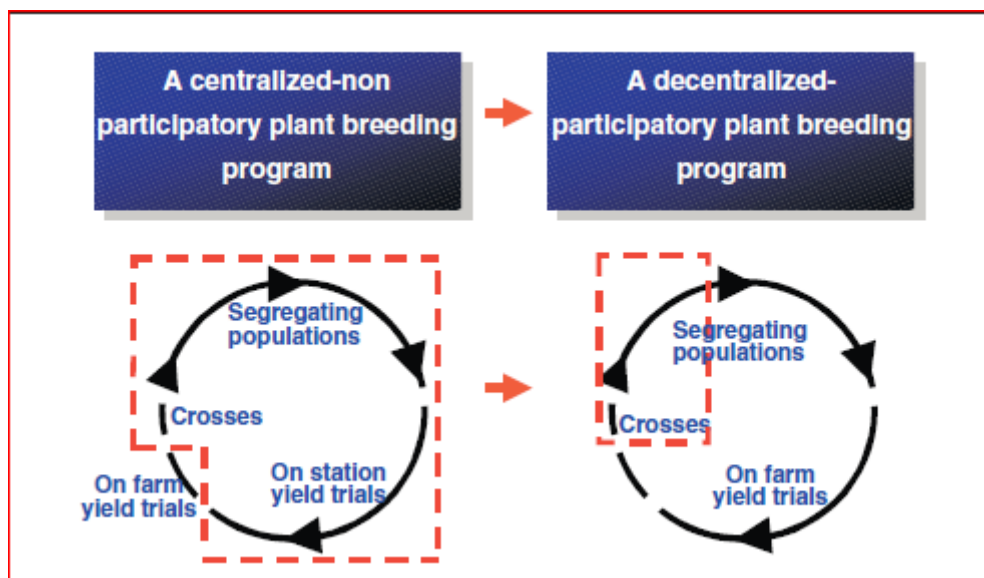 A centralized-non
participatory plant breeding
program
A decentralized-
participatory plant breeding
program
Segregating
populations
Crosses
On station
yield trials
On farm
yield trials
Segregating
populations
Crosses
On farm
yield trials